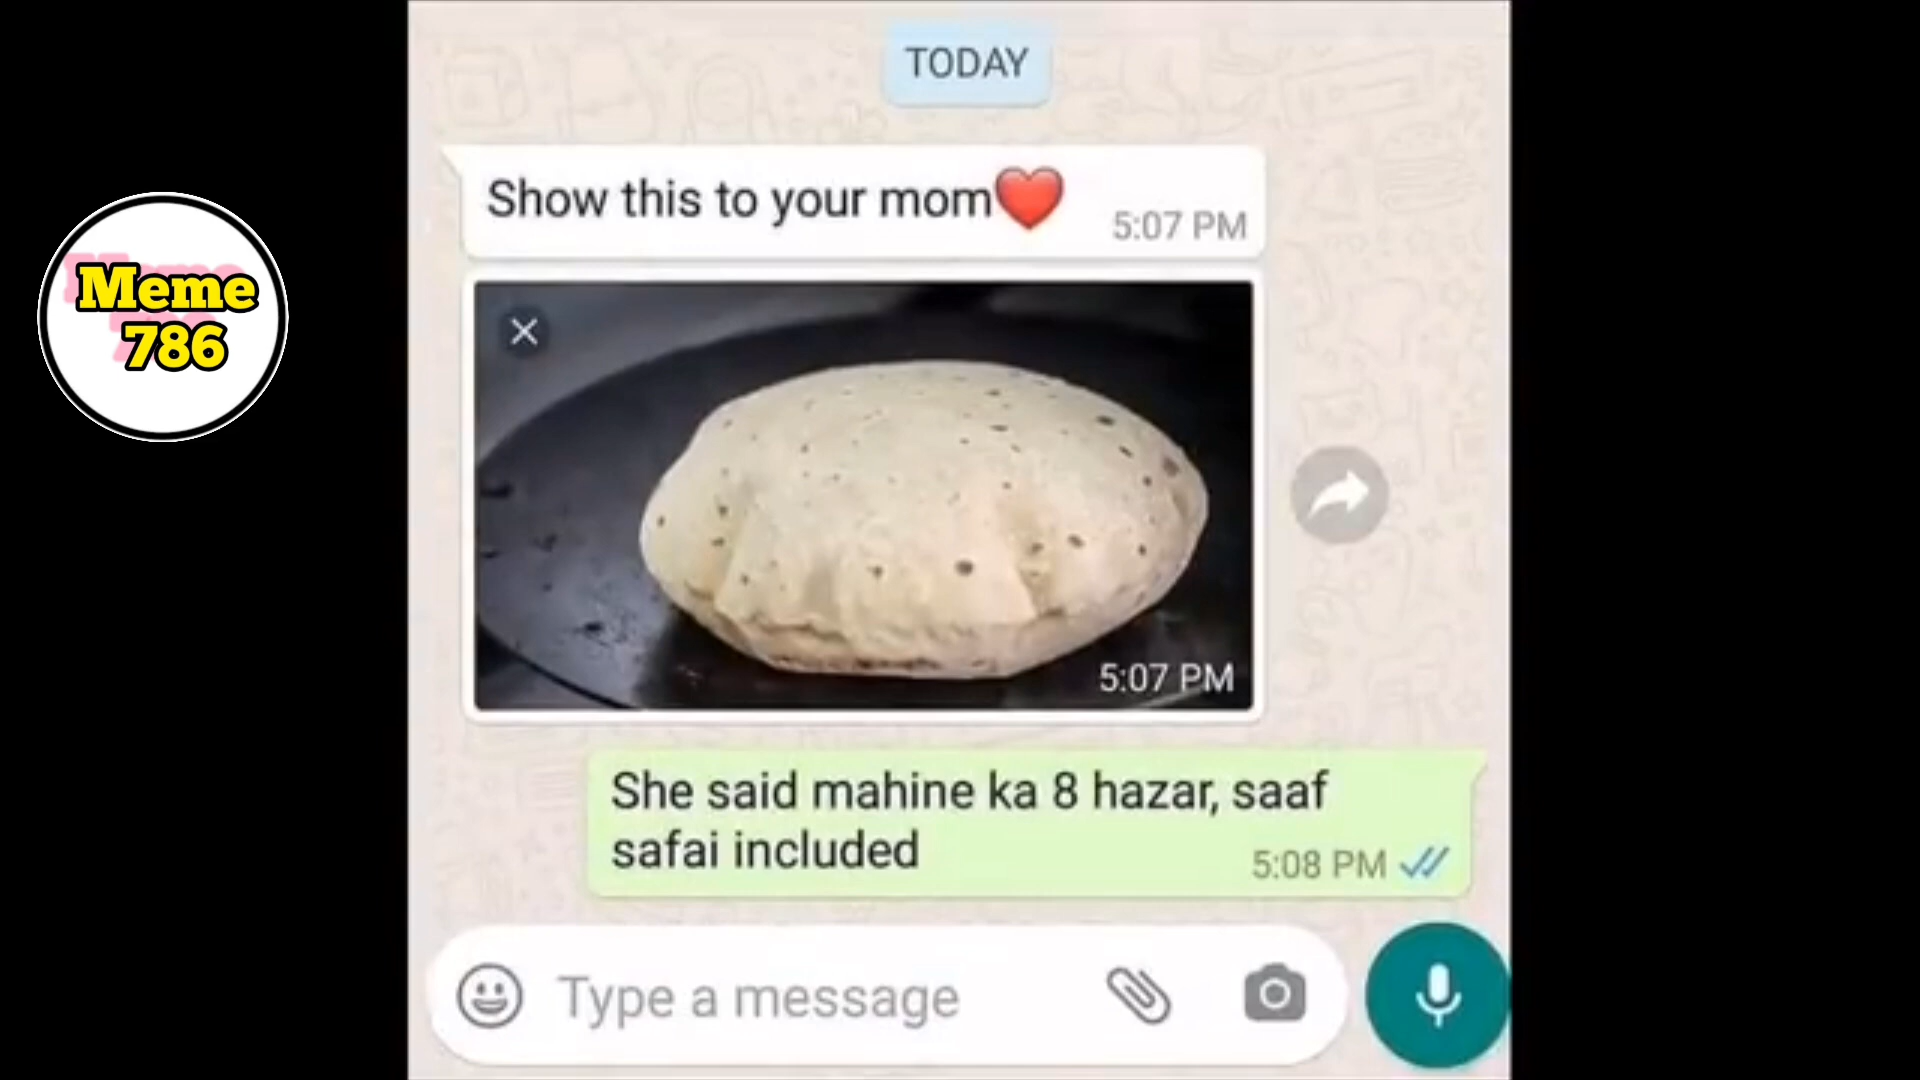 TODAY
Show this to your mom❤️
5:07 PM
5:07 PM
She said mahine ka 8 hazar, saaf
safai included
5:08 PM
Type a message
Meme
786